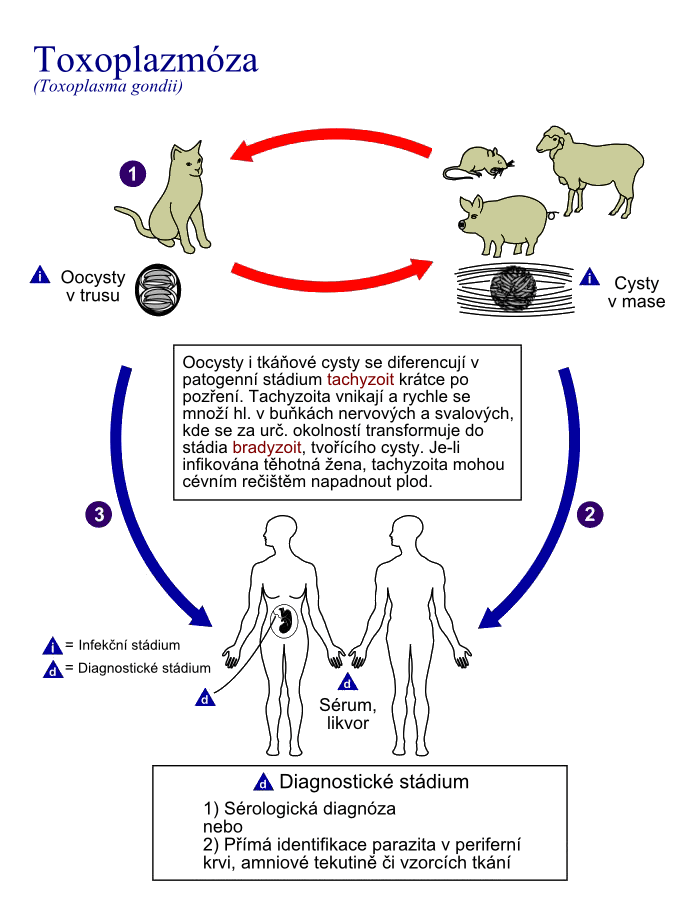 Toxoplazmóza
(Toxoplasma gondii)
1
i
Oocysty
v trusu
i
Cysty
v mase
Oocysty i tkáňové cysty se diferencují v
patogenní stádium tachyzoit krátce po
pozření. Tachyzoita vnikají a rychle se
množí hl. v buňkách nervových a svalových,
kde se za urč. okolností transformuje do
stádia bradyzoit, tvořícího cysty. Je-li
infikována těhotná žena, tachyzoita mohou
cévním rečištěm napadnout plod.
3
2
i = Infekční stádium
d = Diagnostické stádium
d
d
Sérum,
likvor
d Diagnostické stádium
1) Sérologická diagnóza
nebo
2) Přímá identifikace parazita v periferní
krvi, amniové tekutině či vzorcích tkání